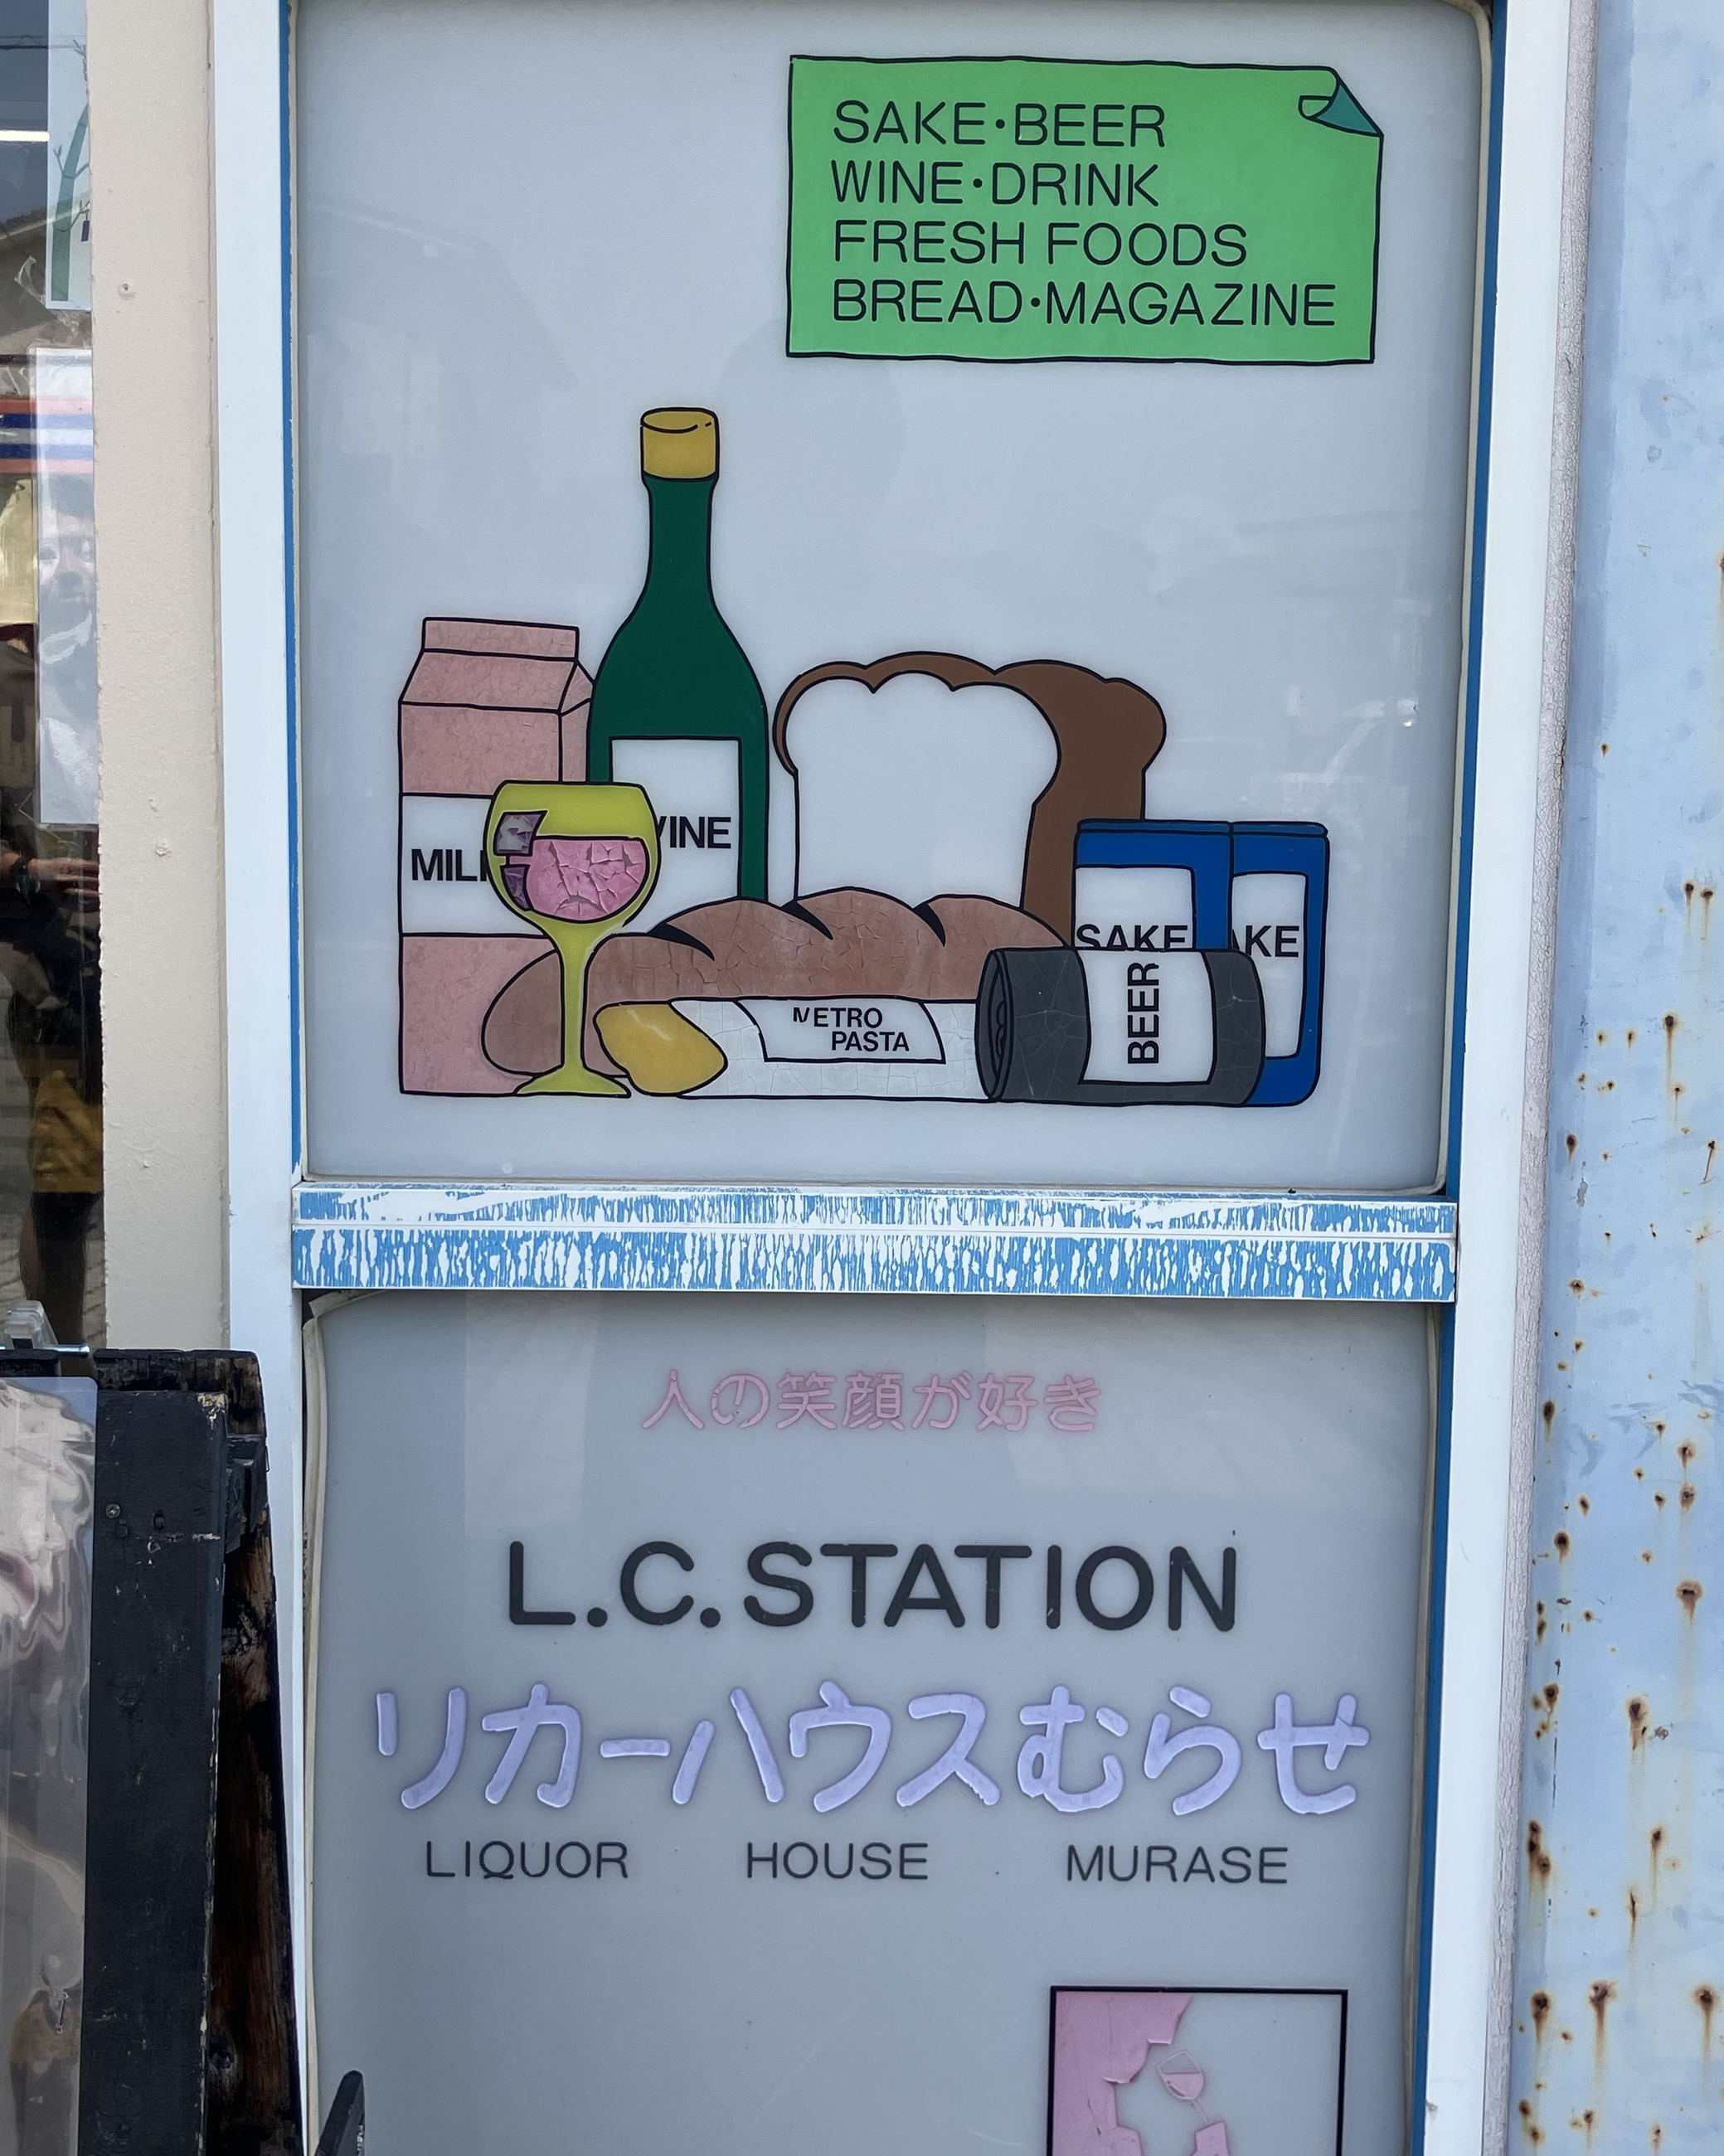 SAKE・BEER
WINE・DRINK
FRESH FOODS
BREAD・MAGAZINE
MIL
INE
SAKE
AKE
BEER
METRO
PASTA
人の笑顔が好き
L.C.STATION
リカーハウスむらせ
LIQUOR HOUSE MURASE